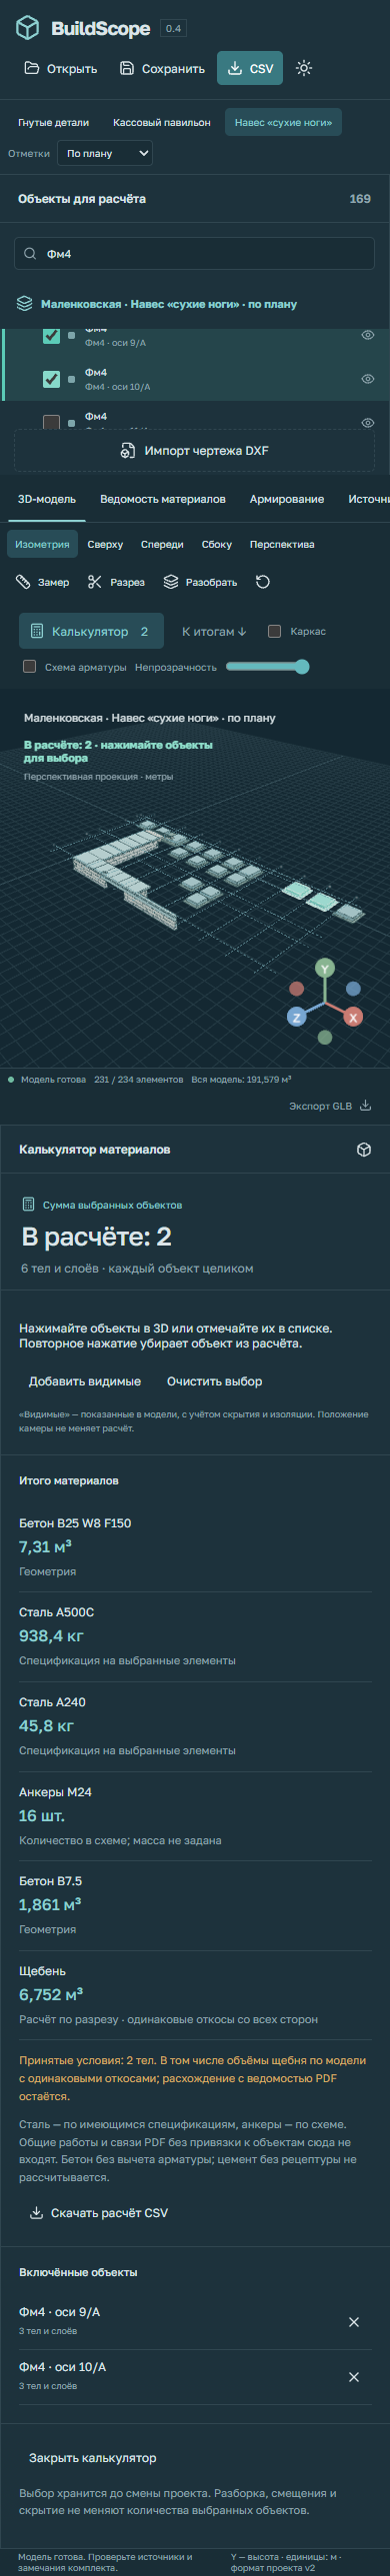 BuildScope 0.4
Открыть Сохранить CSV
Гнутые детали Кассовый павильон Навес «сухие ноги»
Отметки По плану
Объекты для расчёта 169
Фм4
Маленковская · Навес «сухие ноги» · по плану
Фм4
Фм4 · оси 9/А
Фм4
Фм4 · оси 10/А
Фм4
Импорт чертежа DXF
3D-модель Ведомость материалов Армирование Источни
Изометрия Сверху Спереди Сбоку Перспектива
Замер Разрез Разобрать
Калькулятор 2 К итогам ↓ Каркас
Схема арматуры Непрозрачность
Маленковская · Навес «сухие ноги» · по плану
В расчёте: 2 · нажимайте объекты
для выбора
Перспективная проекция · метры
Y
Z X
Модель готова 231 / 234 элементов Вся модель: 191,579 м³
Экспорт GLB
Калькулятор материалов
Сумма выбранных объектов
В расчёте: 2
6 тел и слоёв · каждый объект целиком
Нажимайте объекты в 3D или отмечайте их в списке.
Повторное нажатие убирает объект из расчёта.
Добавить видимые Очистить выбор
«Видимые» — показанные в модели, с учётом скрытия и изоляции. Положение
камеры не меняет расчёт.
Итого материалов
Бетон B25 W8 F150
7,31 м³
Геометрия
Сталь А500С
938,4 кг
Спецификация на выбранные элементы
Сталь А240
45,8 кг
Спецификация на выбранные элементы
Анкеры М24
16 шт.
Количество в схеме; масса не задана
Бетон B7.5
1,861 м³
Геометрия
Щебень
6,752 м³
Расчёт по разрезу · одинаковые откосы со всех сторон
Принятые условия: 2 тел. В том числе объёмы щебня по модели
с одинаковыми откосами; расхождение с ведомостью PDF
остаётся.
Сталь — по имеющимся спецификациям, анкеры — по схеме.
Общие работы и связи PDF без привязки к объектам сюда не
входят. Бетон без вычета арматуры; цемент без рецептуры не
рассчитывается.
Скачать расчёт CSV
Включённые объекты
Фм4 · оси 9/А
3 тел и слоёв
Фм4 · оси 10/А
3 тел и слоёв
Закрыть калькулятор
Выбор хранится до смены проекта. Разборка, смещения и
скрытие не меняют количества выбранных объектов.
Модель готова. Проверьте источники и
замечания комплекта.
Y — высота · единицы: м ·
формат проекта v2